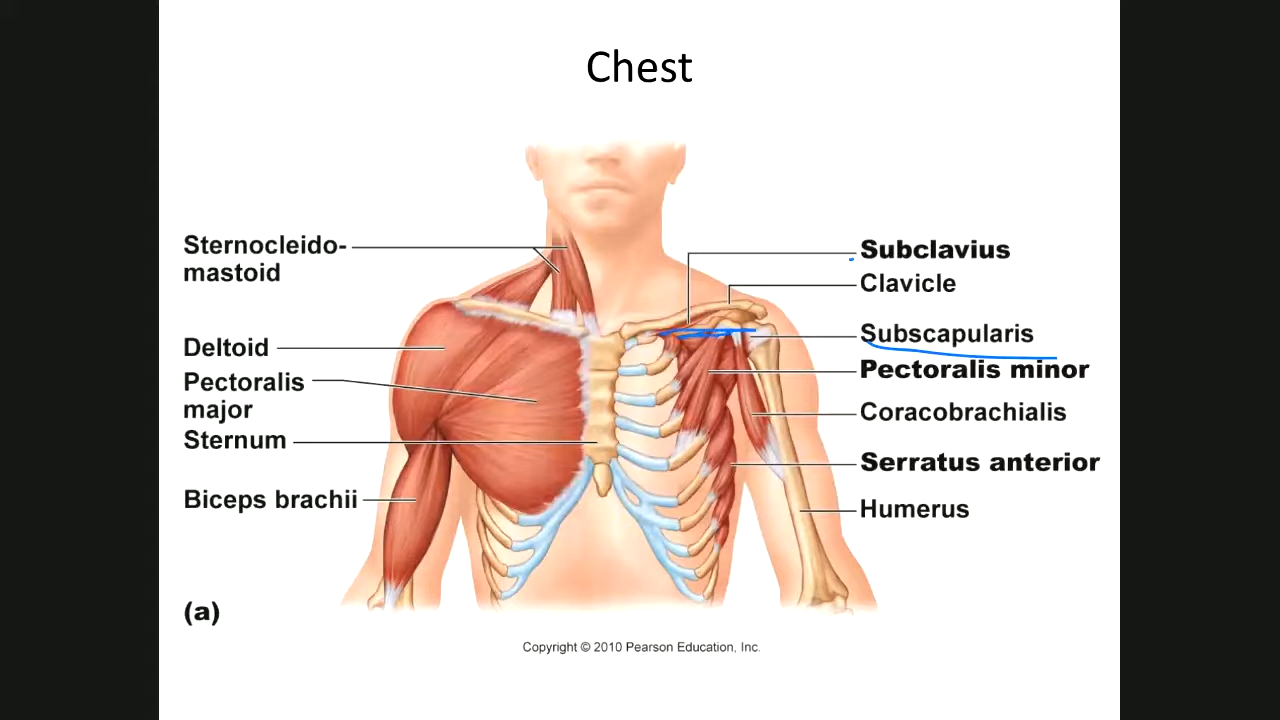 Chest
Sternocleido-
mastoid
Deltoid
Pectoralis
major
Sternum
Biceps brachii
Subclavius
Clavicle
Subscapularis
Pectoralis minor
Coracobrachialis
Serratus anterior
Humerus
(a)
Copyright © 2010 Pearson Education, Inc.